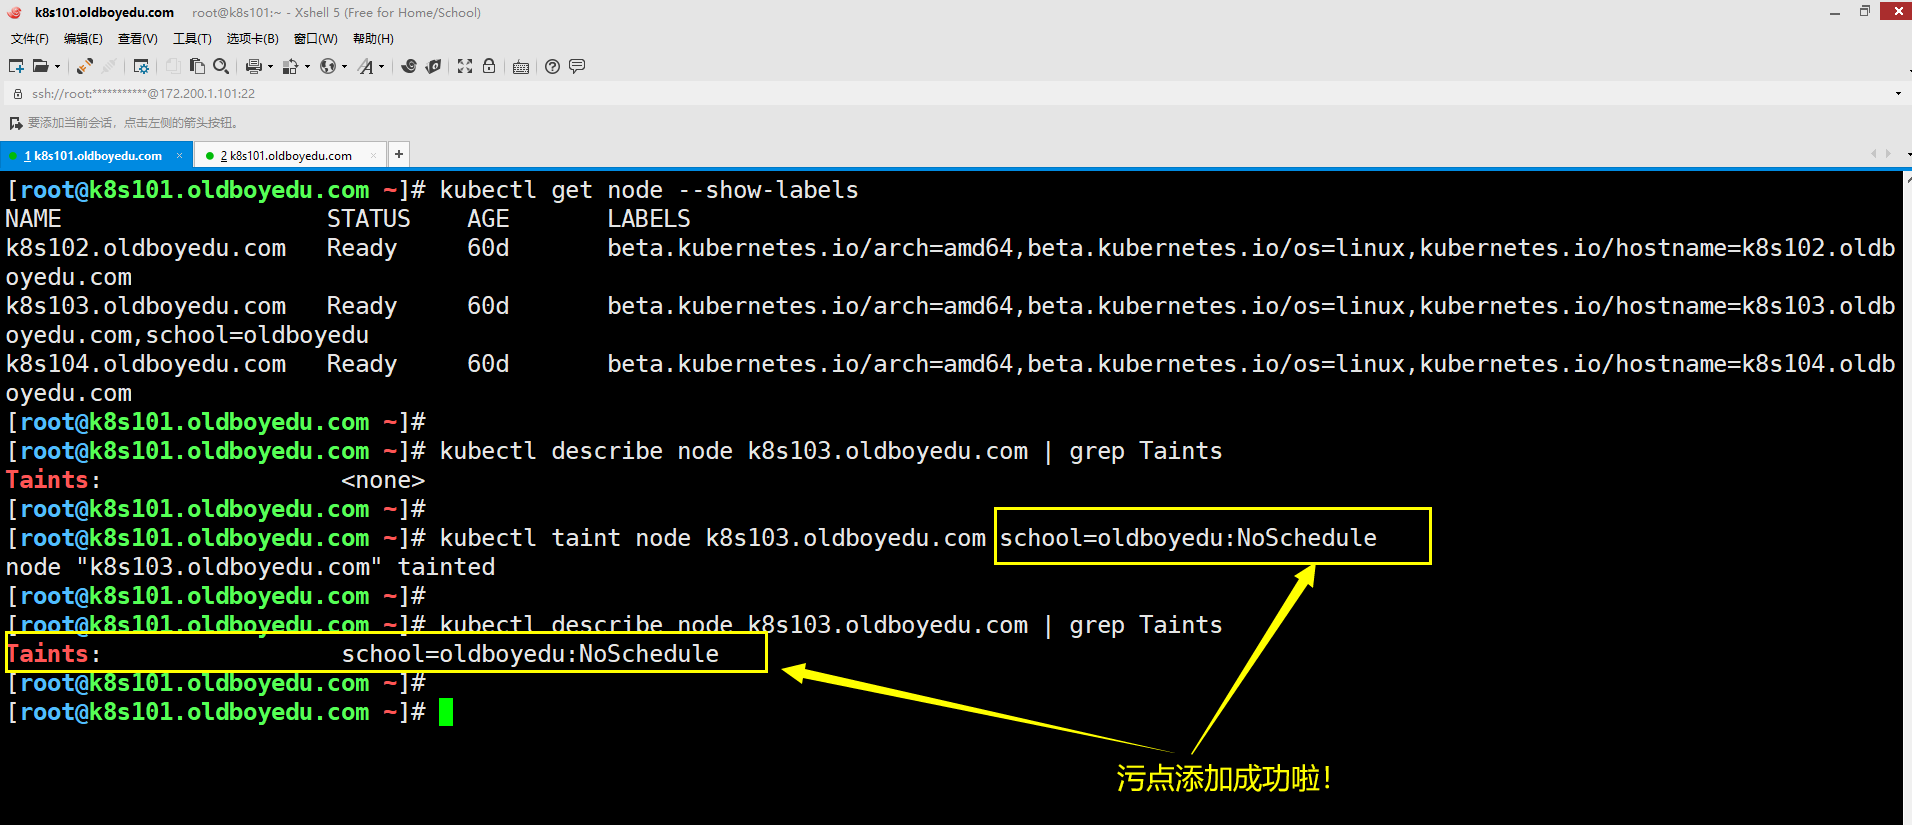 k8s101.oldboyedu.com root@k8s101:~ - Xshell 5 (Free for Home/School)
文件(F) 编辑(E) 查看(V) 工具(T) 选项卡(B) 窗口(W) 帮助(H)
ssh://root:***********@172.200.1.101:22
要添加当前会话，点击左侧的箭头按钮。
1 k8s101.oldboyedu.com × 2 k8s101.oldboyedu.com × +
[root@k8s101.oldboyedu.com ~]# kubectl get node --show-labels
NAME STATUS AGE LABELS
k8s102.oldboyedu.com Ready 60d beta.kubernetes.io/arch=amd64,beta.kubernetes.io/os=linux,kubernetes.io/hostname=k8s102.oldb
oyedu.com
k8s103.oldboyedu.com Ready 60d beta.kubernetes.io/arch=amd64,beta.kubernetes.io/os=linux,kubernetes.io/hostname=k8s103.oldb
oyedu.com,school=oldboyedu
k8s104.oldboyedu.com Ready 60d beta.kubernetes.io/arch=amd64,beta.kubernetes.io/os=linux,kubernetes.io/hostname=k8s104.oldb
oyedu.com
[root@k8s101.oldboyedu.com ~]#
[root@k8s101.oldboyedu.com ~]# kubectl describe node k8s103.oldboyedu.com | grep Taints
Taints: <none>
[root@k8s101.oldboyedu.com ~]#
[root@k8s101.oldboyedu.com ~]# kubectl taint node k8s103.oldboyedu.com school=oldboyedu:NoSchedule
node "k8s103.oldboyedu.com" tainted
[root@k8s101.oldboyedu.com ~]#
[root@k8s101.oldboyedu.com ~]# kubectl describe node k8s103.oldboyedu.com | grep Taints
Taints: school=oldboyedu:NoSchedule
[root@k8s101.oldboyedu.com ~]#
[root@k8s101.oldboyedu.com ~]#
污点添加成功啦！